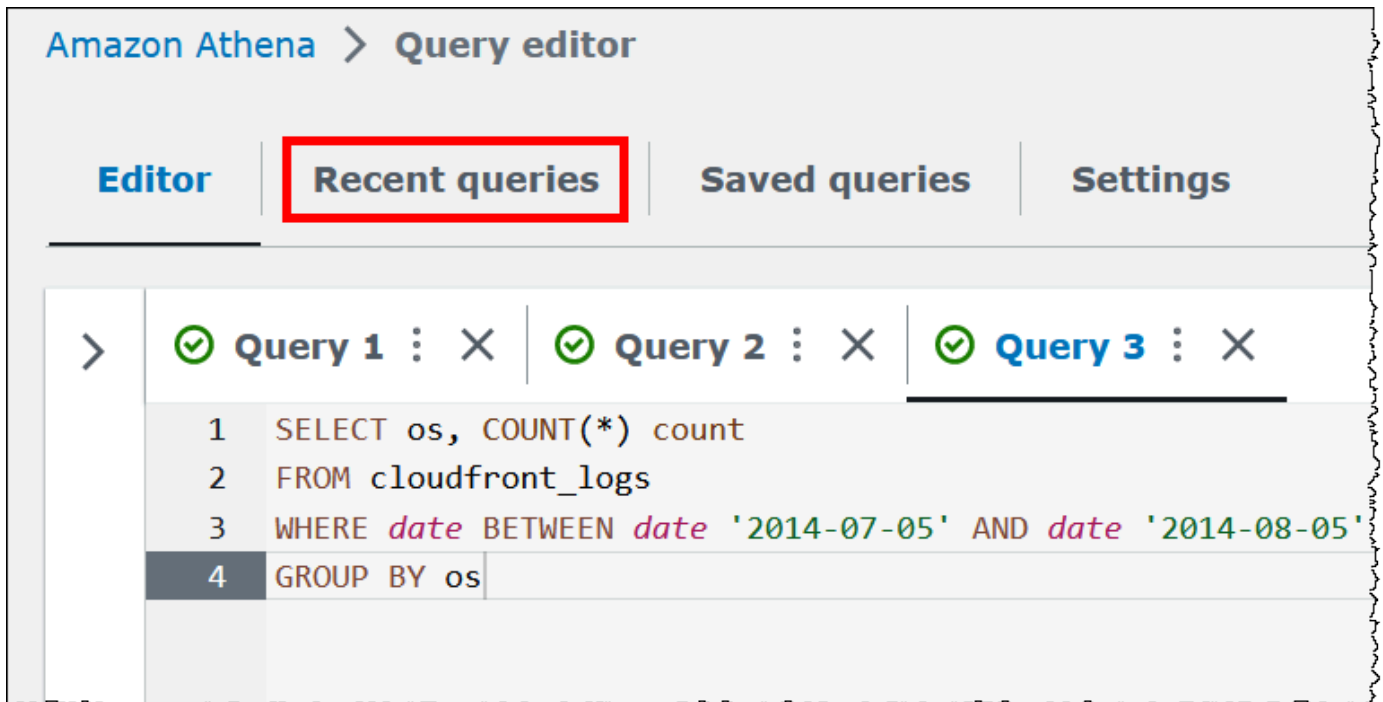 Amazon Athena > Query editor
Editor Recent queries Saved queries Settings
Query 1 Query 2 Query 3
1 SELECT os, COUNT(*) count
2 FROM cloudfront_logs
3 WHERE date BETWEEN date '2014-07-05' AND date '2014-08-05'
4 GROUP BY os